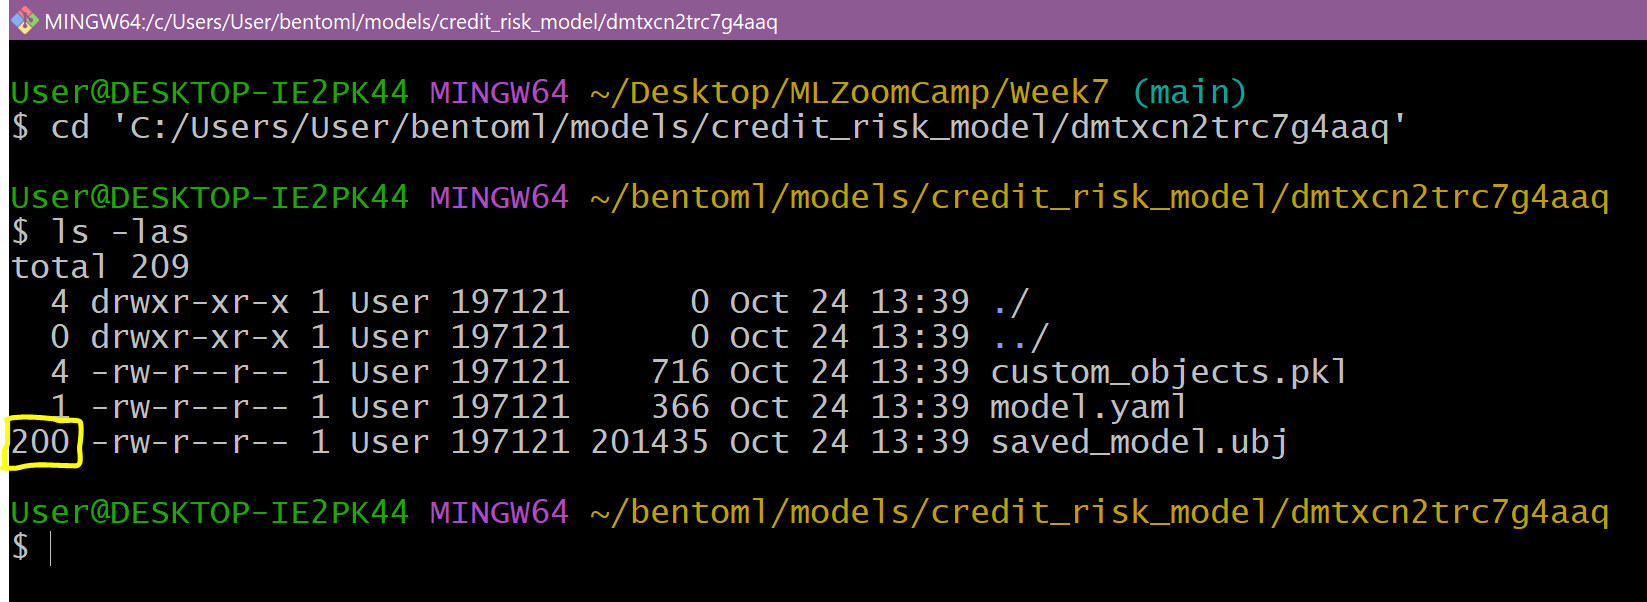 MINGW64:/c/Users/User/bentoml/models/credit_risk_model/dmtxcn2trc7g4aaq
User@DESKTOP-IE2PK44 MINGW64 ~/Desktop/MLZoomCamp/Week7 (main)
$ cd 'C:/Users/User/bentoml/models/credit_risk_model/dmtxcn2trc7g4aaq'
User@DESKTOP-IE2PK44 MINGW64 ~/bentoml/models/credit_risk_model/dmtxcn2trc7g4aaq
$ ls -las
total 209
  4 drwxr-xr-x 1 User 197121      0 Oct 24 13:39 ./
  0 drwxr-xr-x 1 User 197121      0 Oct 24 13:39 ../
  4 -rw-r--r-- 1 User 197121    716 Oct 24 13:39 custom_objects.pkl
  1 -rw-r--r-- 1 User 197121    366 Oct 24 13:39 model.yaml
200 -rw-r--r-- 1 User 197121 201435 Oct 24 13:39 saved_model.ubj
User@DESKTOP-IE2PK44 MINGW64 ~/bentoml/models/credit_risk_model/dmtxcn2trc7g4aaq
$